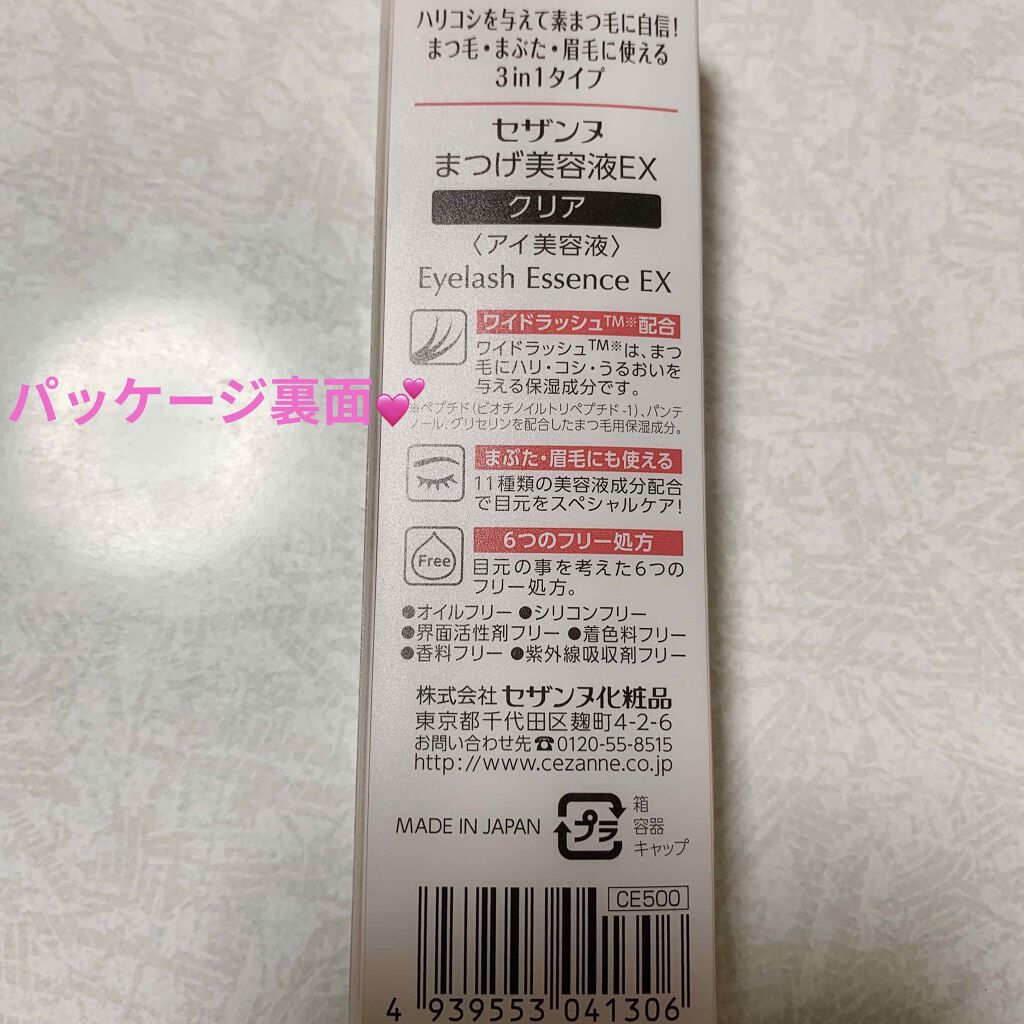 ハリコシを与えて素まつ毛に自信!
まつ毛・まぶた・眉毛に使える
3in1タイプ
セザンヌ
まつげ美容液EX
クリア
〈アイ美容液〉
Eyelash Essence EX
ワイドラッシュTM※配合
ワイドラッシュTM※は、まつ
毛にハリ・コシ・うるおいを
与える保湿成分です。
パッケージ裏面💕
※ペプチド(ビオチノイルトリペプチド-1)、パンテ
ノール、グリセリンを配合したまつ毛用保湿成分。
まぶた・眉毛にも使える
11種類の美容液成分配合
で目元をスペシャルケア!
Free
6つのフリー処方
目元の事を考えた6つの
フリー処方。
●オイルフリー ●シリコンフリー
●界面活性剤フリー ●着色料フリー
●香料フリー ●紫外線吸収剤フリー
株式会社 セザンヌ化粧品
東京都千代田区麹町4-2-6
お問い合わせ先☎0120-55-8515
http://www.cezanne.co.jp
MADE IN JAPAN
プラ
箱
容器
キャップ
CE500
4 939553 041306